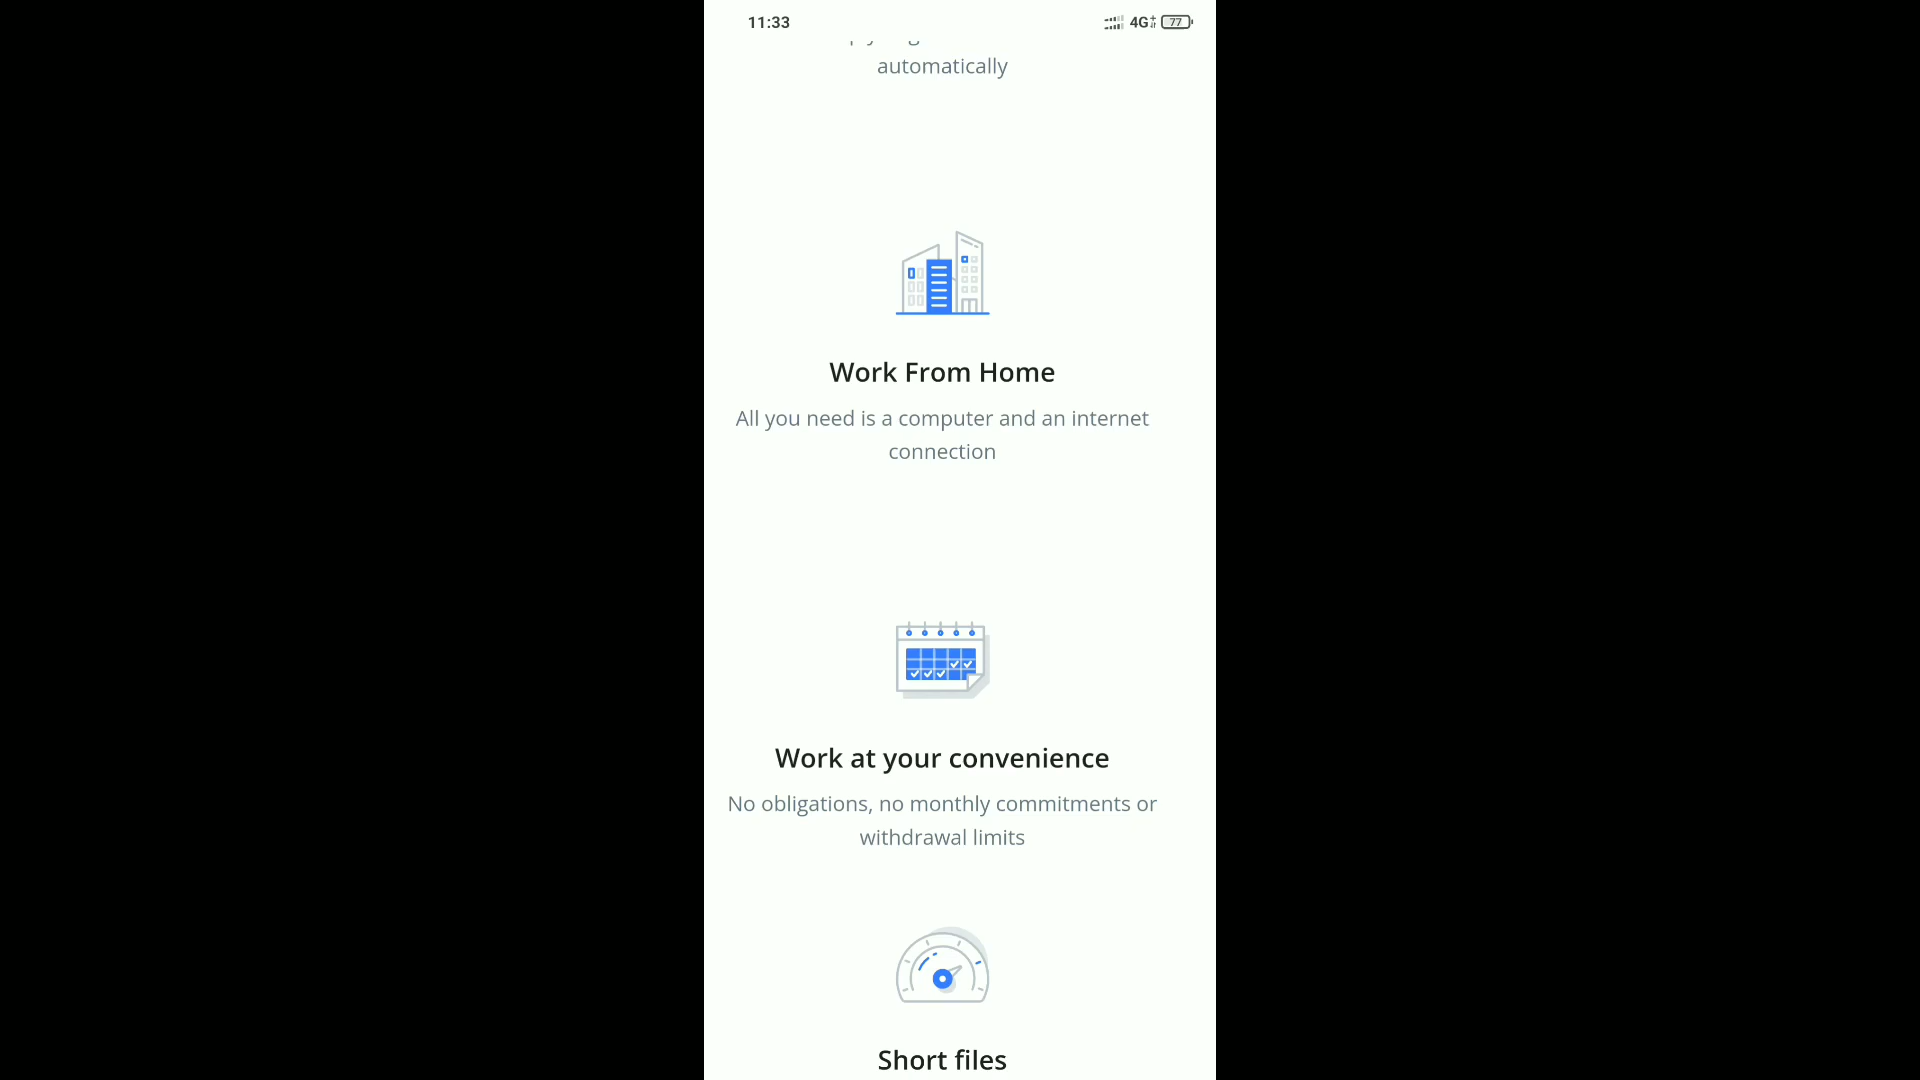 11:33
4G+
77
automatically
Work From Home
All you need is a computer and an internet
connection
Work at your convenience
No obligations, no monthly commitments or
withdrawal limits
Short files